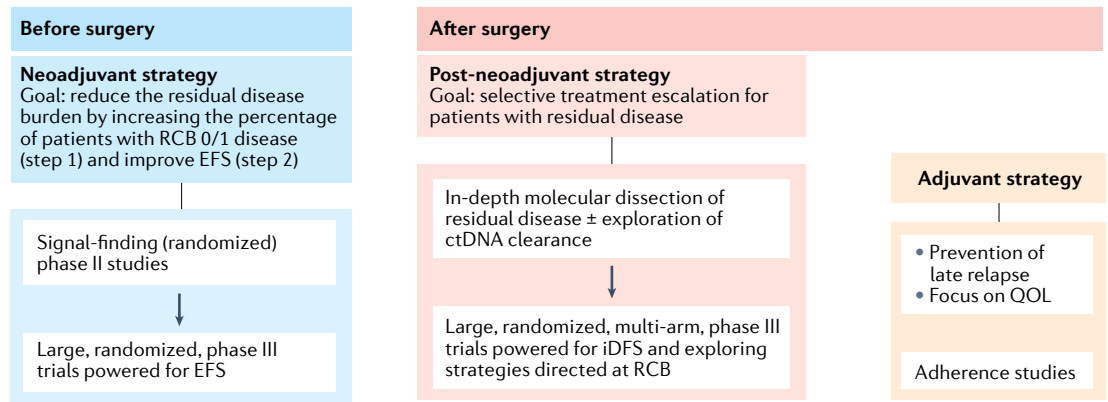 Before surgery
Neoadjuvant strategy
Goal: reduce the residual disease
burden by increasing the percentage
of patients with RCB 0/1 disease
(step 1) and improve EFS (step 2)
Signal-finding (randomized)
phase II studies
Large, randomized, phase III
trials powered for EFS
After surgery
Post-neoadjuvant strategy
Goal: selective treatment escalation for
patients with residual disease
In-depth molecular dissection of
residual disease ± exploration of
ctDNA clearance
Large, randomized, multi-arm, phase III
trials powered for iDFS and exploring
strategies directed at RCB
Adjuvant strategy
• Prevention of
late relapse
• Focus on QOL
Adherence studies